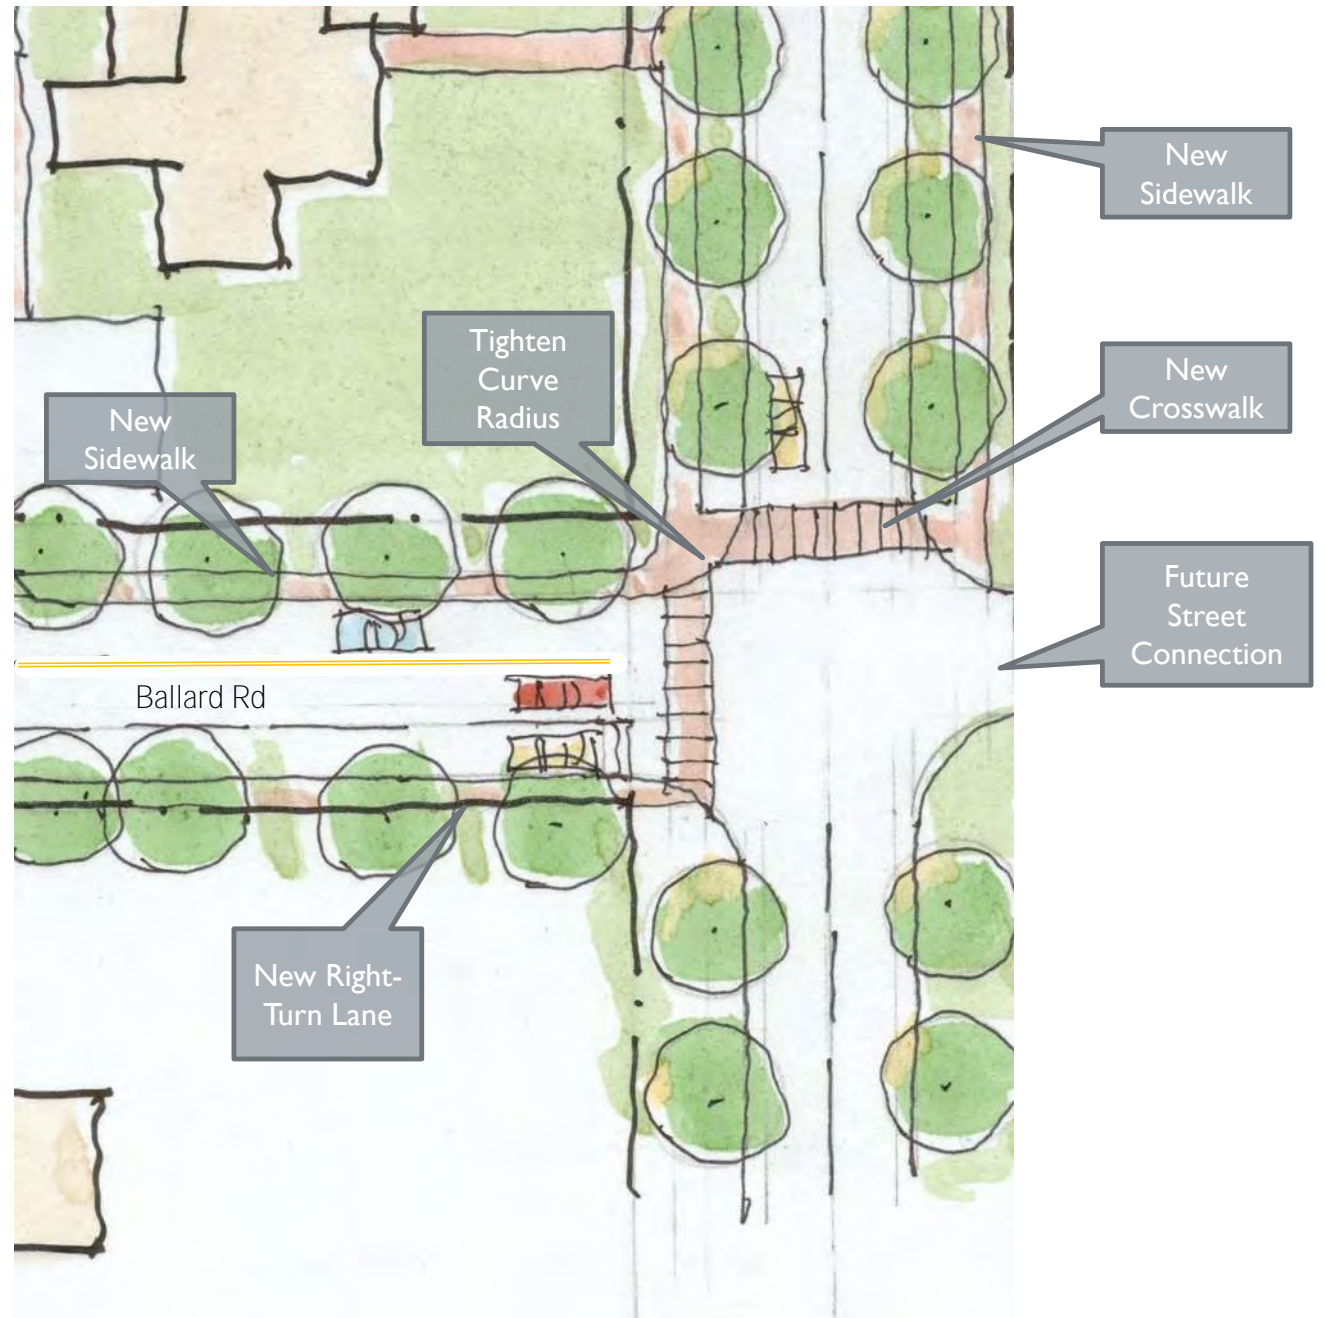 New
Sidewalk
Tighten
Curve
Radius
New
Crosswalk
New
Sidewalk
Future
Street
Connection
Ballard Rd
New Right-
Turn Lane